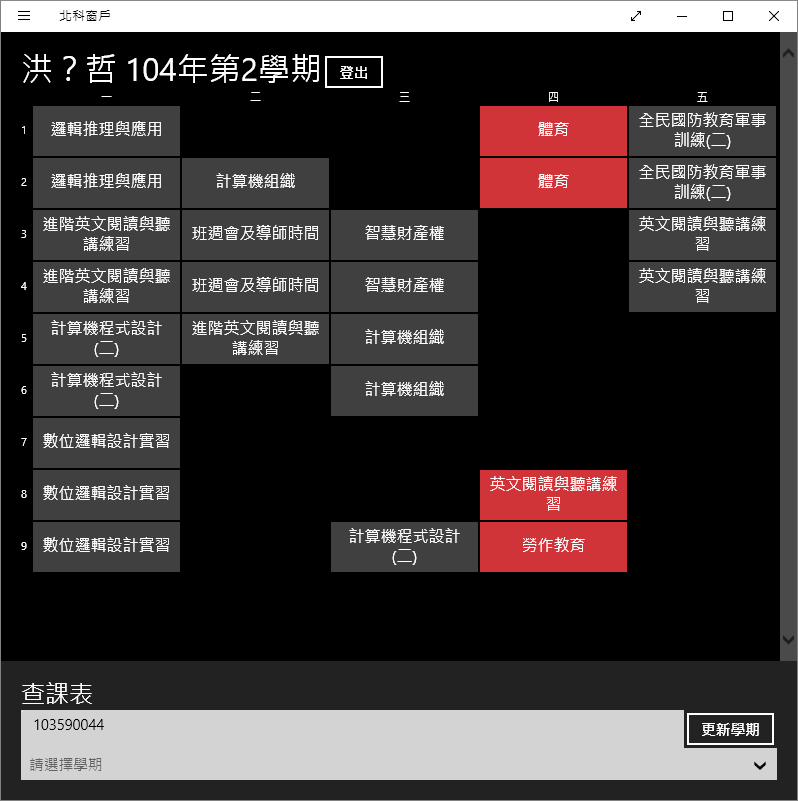 北科窗戶
洪？哲 104年第2學期 登出
一 二 三 四 五
1 邏輯推理與應用 體育 全民國防教育軍事
訓練(二)
2 邏輯推理與應用 計算機組織 體育 全民國防教育軍事
訓練(二)
3 進階英文閱讀與聽 班週會及導師時間 智慧財產權 英文閱讀與聽講練
講練習 習
4 進階英文閱讀與聽 班週會及導師時間 智慧財產權 英文閱讀與聽講練
講練習 習
5 計算機程式設計 進階英文閱讀與聽 計算機組織
(二) 講練習
6 計算機程式設計 計算機組織
(二)
7 數位邏輯設計實習
8 數位邏輯設計實習 英文閱讀與聽講練
習
9 數位邏輯設計實習 計算機程式設計 勞作教育
(二)
查課表
103590044 更新學期
請選擇學期